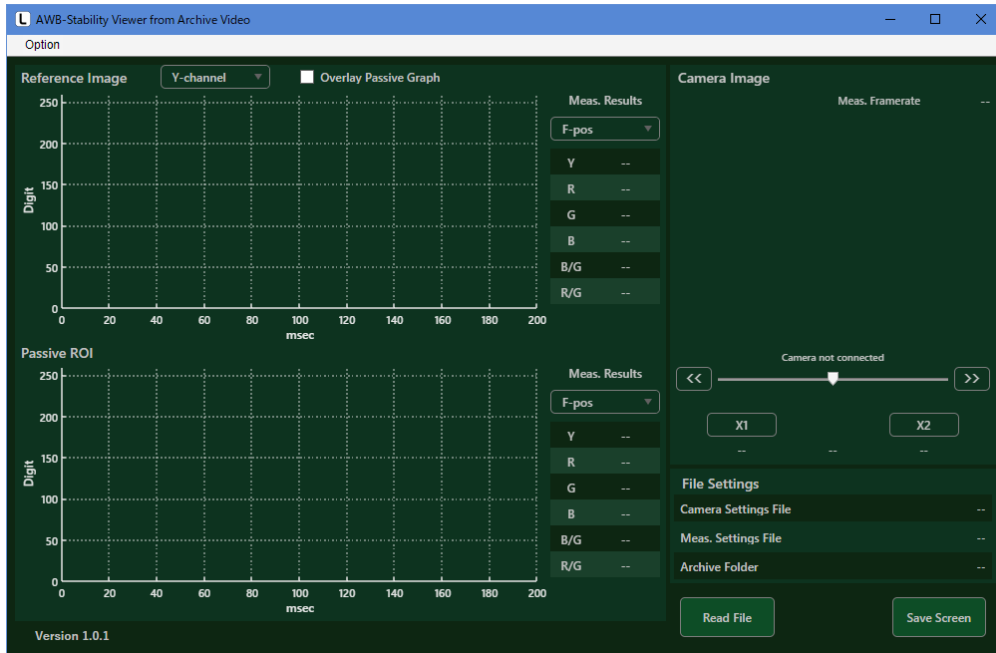 L AWB-Stability Viewer from Archive Video
Option
Reference Image Y-channel Overlay Passive Graph
250
200
150
100
50
0
Digit
0 20 40 60 80 100 120 140 160 180 200
msec
Meas. Results
F-pos
Y --
R --
G --
B --
B/G --
R/G --
Passive ROI
250
200
150
100
50
0
Digit
0 20 40 60 80 100 120 140 160 180 200
msec
Meas. Results
F-pos
Y --
R --
G --
B --
B/G --
R/G --
Version 1.0.1
Camera Image
Meas. Framerate --
Camera not connected
<< >>
X1 X2
-- -- --
File Settings
Camera Settings File --
Meas. Settings File --
Archive Folder --
Read File Save Screen